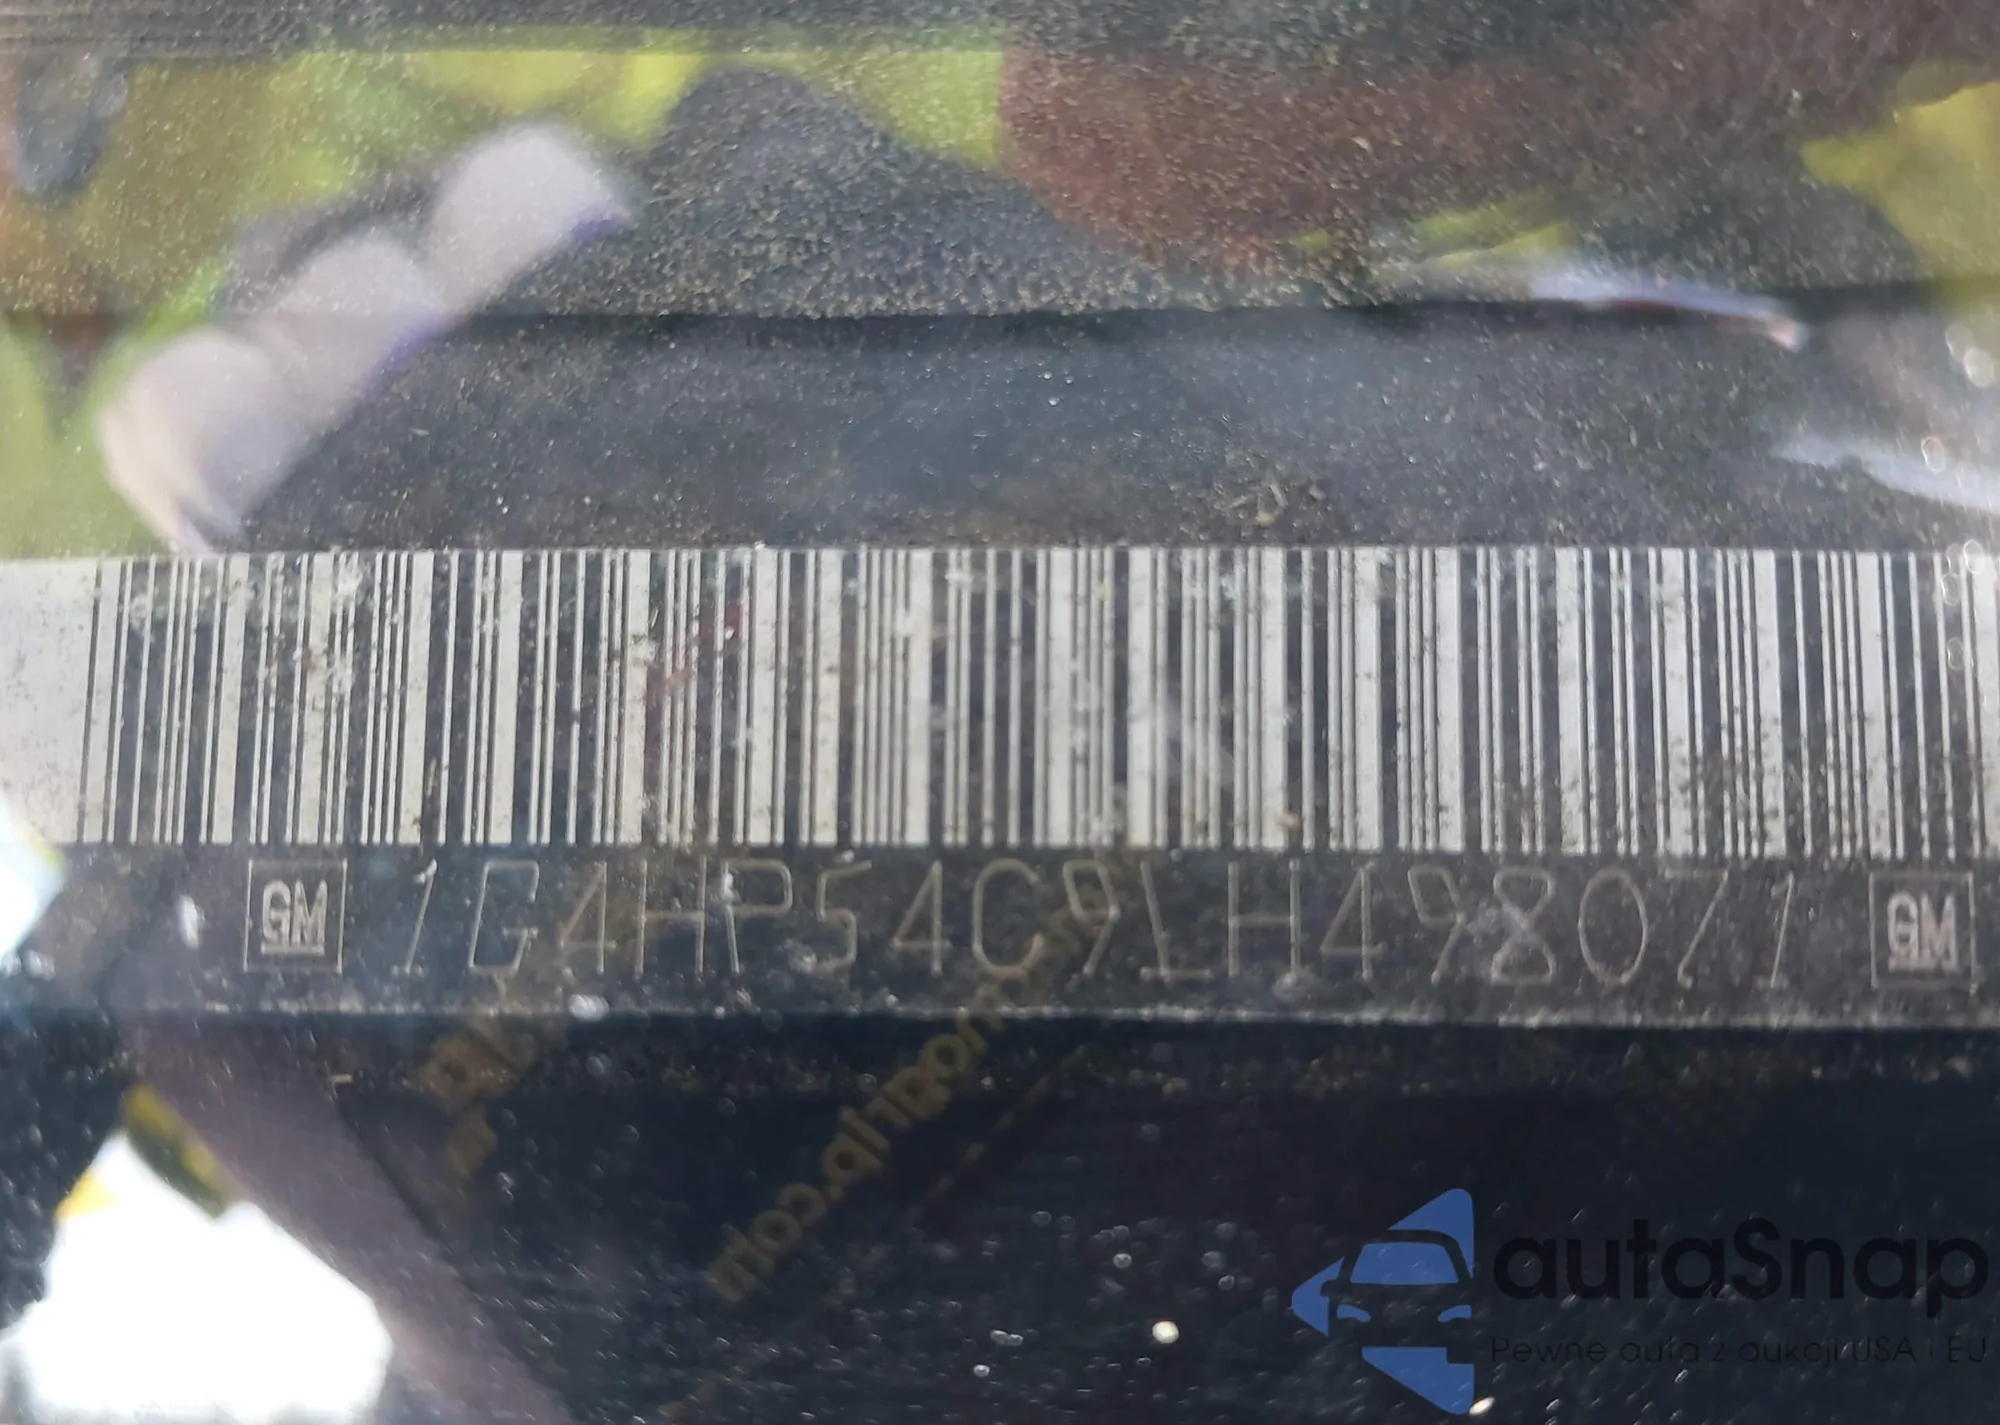 GM 1G4HP54C9LH498071 GM
autaSnap
Pewne auta z aukcji USA i EU